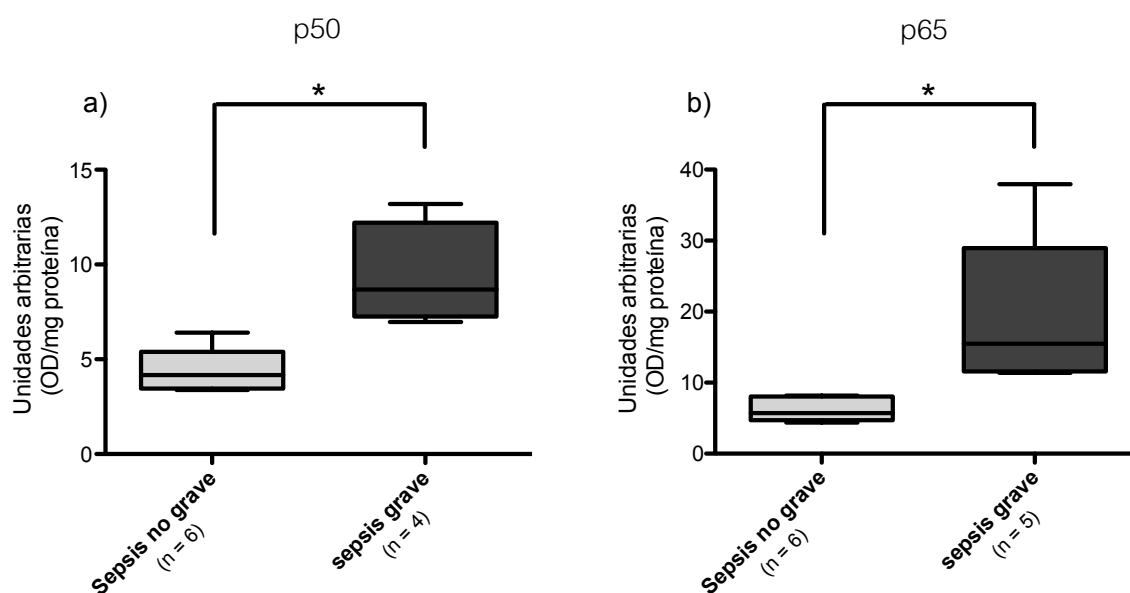 p50
a)
*
Unidades arbitrarias
(OD/mg proteína)
15
10
5
0
Sepsis no grave
(n = 6)
sepsis grave
(n = 4)
p65
b)
*
Unidades arbitrarias
(OD/mg proteína)
40
30
20
10
0
Sepsis no grave
(n = 6)
sepsis grave
(n = 5)